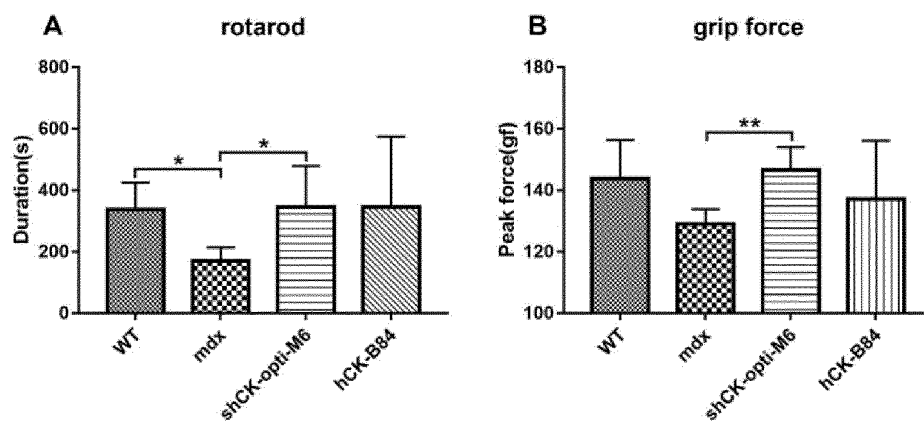 A rotarod
Duration(s)
800
600
400
200
0
*
*
WT
mdx
shCK-opti-M6
hCK-B84
B grip force
Peak force(gf)
180
160
140
120
100
**
WT
mdx
shCK-opti-M6
hCK-B84